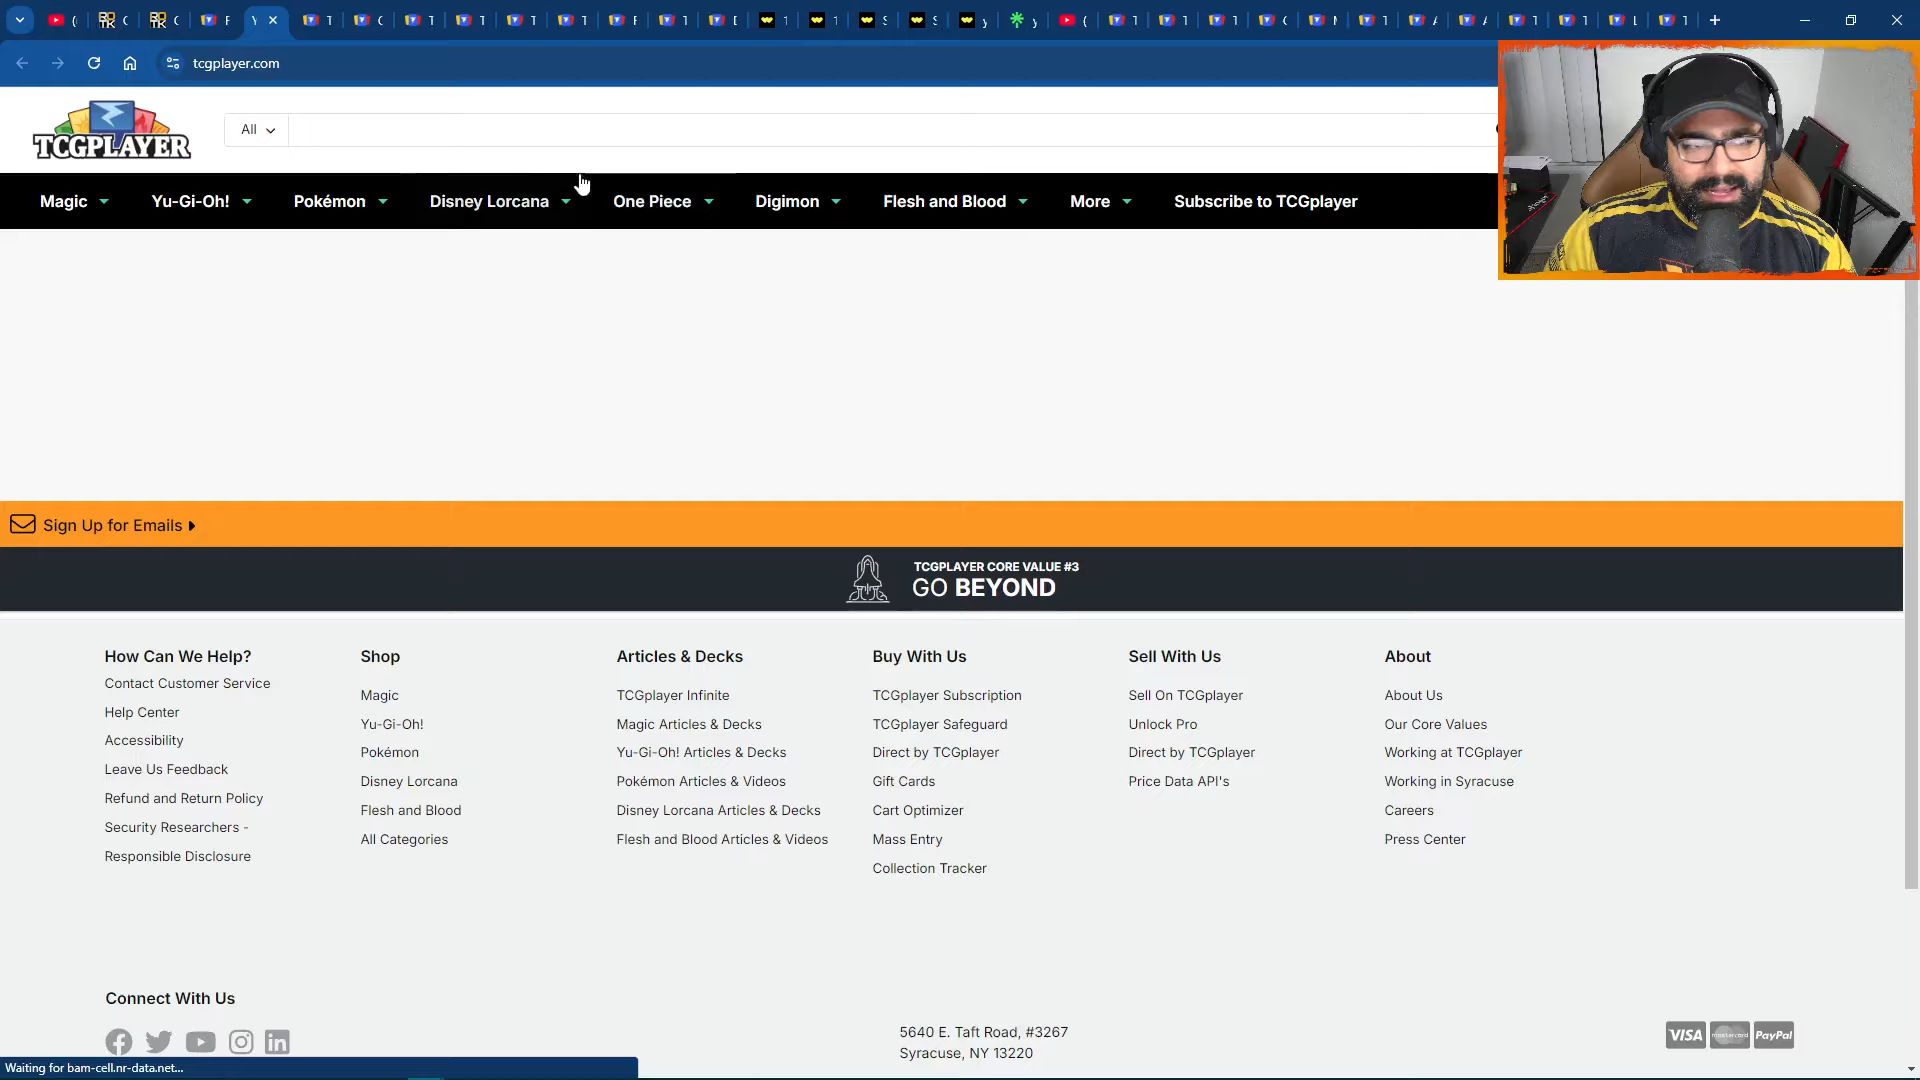 tcgplayer.com
TCGPLAYER
All
Magic Yu-Gi-Oh! Pokémon Disney Lorcana One Piece Digimon Flesh and Blood More Subscribe to TCGplayer
Sign Up for Emails
TCGPLAYER CORE VALUE #3
GO BEYOND
How Can We Help?
Contact Customer Service
Help Center
Accessibility
Leave Us Feedback
Refund and Return Policy
Security Researchers -
Responsible Disclosure
Shop
Magic
Yu-Gi-Oh!
Pokémon
Disney Lorcana
Flesh and Blood
All Categories
Articles & Decks
TCGplayer Infinite
Magic Articles & Decks
Yu-Gi-Oh! Articles & Decks
Pokémon Articles & Videos
Disney Lorcana Articles & Decks
Flesh and Blood Articles & Videos
Buy With Us
TCGplayer Subscription
TCGplayer Safeguard
Direct by TCGplayer
Gift Cards
Cart Optimizer
Mass Entry
Collection Tracker
Sell With Us
Sell On TCGplayer
Unlock Pro
Direct by TCGplayer
Price Data API's
About
About Us
Our Core Values
Working at TCGplayer
Working in Syracuse
Careers
Press Center
Connect With Us
5640 E. Taft Road, #3267
Syracuse, NY 13220
VISA mastercard PayPal
Waiting for bam-cell.nr-data.net...